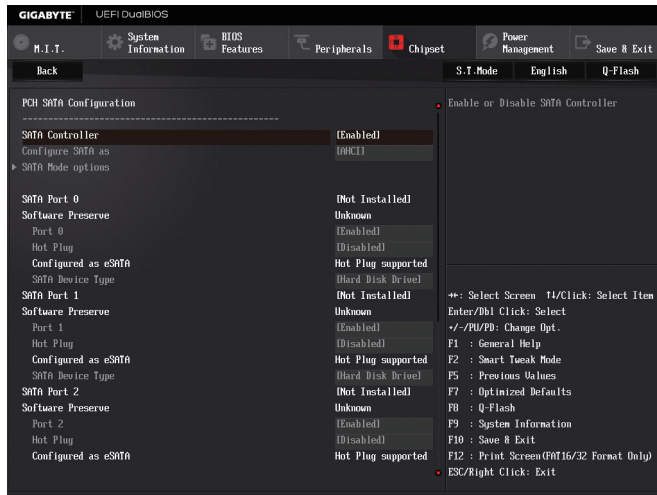 GIGABYTE™ UEFI DualBIOS
M.I.T. System Information BIOS Features Peripherals Chipset Power Management Save & Exit
Back S.T.Mode English Q-Flash
PCH SATA Configuration
--------------------------------------------------
SATA Controller [Enabled]
Configure SATA as [AHCI]
SATA Mode options
SATA Port 0 [Not Installed]
Software Preserve Unknown
Port 0 [Enabled]
Hot Plug [Disabled]
Configured as eSATA Hot Plug supported
SATA Device Type [Hard Disk Drive]
SATA Port 1 [Not Installed]
Software Preserve Unknown
Port 1 [Enabled]
Hot Plug [Disabled]
Configured as eSATA Hot Plug supported
SATA Device Type [Hard Disk Drive]
SATA Port 2 [Not Installed]
Software Preserve Unknown
Port 2 [Enabled]
Hot Plug [Disabled]
Configured as eSATA Hot Plug supported
Enable or Disable SATA Controller
→←: Select Screen ↑↓/Click: Select Item
Enter/Dbl Click: Select
+/-/PU/PD: Change Opt.
F1 : General Help
F2 : Smart Tweak Mode
F5 : Previous Values
F7 : Optimized Defaults
F8 : Q-Flash
F9 : System Information
F10 : Save & Exit
F12 : Print Screen(FAT16/32 Format Only)
ESC/Right Click: Exit